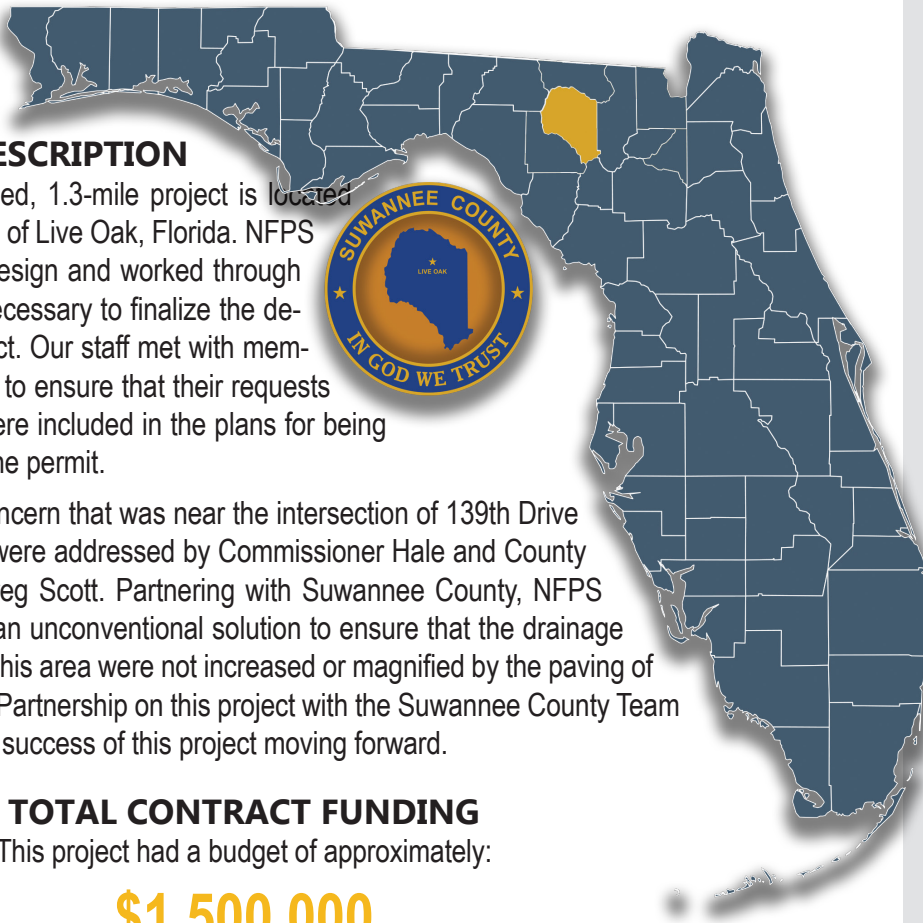 ESCRIPTION
ed, 1.3-mile project is located
of Live Oak, Florida. NFPS
esign and worked through
ecessary to finalize the de-
ct. Our staff met with mem-
to ensure that their requests
ere included in the plans for being
he permit.
SUWANNEE COUNTY
LIVE OAK
IN GOD WE TRUST
ncern that was near the intersection of 139th Drive
were addressed by Commissioner Hale and County
reg Scott. Partnering with Suwannee County, NFPS
an unconventional solution to ensure that the drainage
his area were not increased or magnified by the paving of
Partnership on this project with the Suwannee County Team
success of this project moving forward.
TOTAL CONTRACT FUNDING
This project had a budget of approximately:
$1,500,000